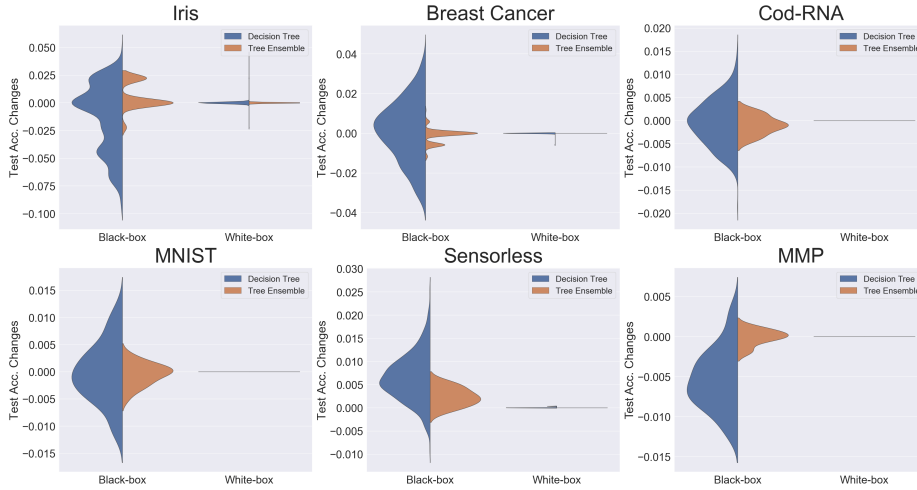 Iris
Test Acc. Changes
0.050
0.025
0.000
−0.025
−0.050
−0.075
−0.100
Decision Tree
Tree Ensemble
Black-box
White-box
Breast Cancer
Test Acc. Changes
0.04
0.02
0.00
−0.02
−0.04
Decision Tree
Tree Ensemble
Black-box
White-box
Cod-RNA
Test Acc. Changes
0.020
0.015
0.010
0.005
0.000
−0.005
−0.010
−0.015
−0.020
Decision Tree
Tree Ensemble
Black-box
White-box
MNIST
Test Acc. Changes
0.015
0.010
0.005
0.000
−0.005
−0.010
−0.015
Decision Tree
Tree Ensemble
Black-box
White-box
Sensorless
Test Acc. Changes
0.030
0.025
0.020
0.015
0.010
0.005
0.000
−0.005
−0.010
Decision Tree
Tree Ensemble
Black-box
White-box
MMP
Test Acc. Changes
0.005
0.000
−0.005
−0.010
−0.015
Decision Tree
Tree Ensemble
Black-box
White-box